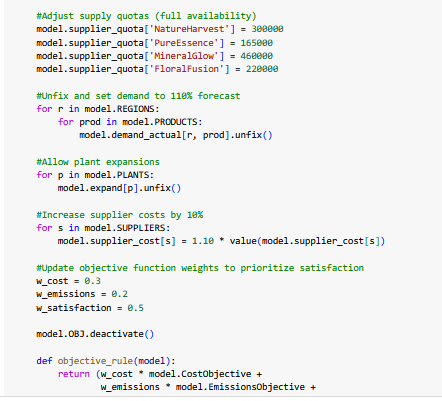 #Adjust supply quotas (full availability)
model.supplier_quota['NatureHarvest'] = 300000
model.supplier_quota['PureEssence'] = 165000
model.supplier_quota['MineralGlow'] = 460000
model.supplier_quota['FloralFusion'] = 220000
#Unfix and set demand to 110% forecast
for r in model.REGIONS:
    for prod in model.PRODUCTS:
        model.demand_actual[r, prod].unfix()
#Allow plant expansions
for p in model.PLANTS:
    model.expand[p].unfix()
#Increase supplier costs by 10%
for s in model.SUPPLIERS:
    model.supplier_cost[s] = 1.10 * value(model.supplier_cost[s])
#Update objective function weights to prioritize satisfaction
w_cost = 0.3
w_emissions = 0.2
w_satisfaction = 0.5
model.OBJ.deactivate()
def objective_rule(model):
    return (w_cost * model.CostObjective +
            w_emissions * model.EmissionsObjective +